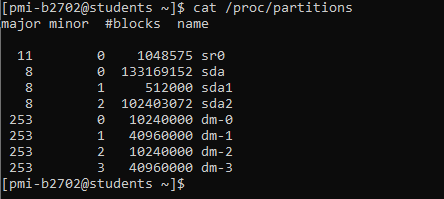 [pmi-b2702@students ~]$ cat /proc/partitions
major minor  #blocks  name

  11        0    1048575 sr0
   8        0  133169152 sda
   8        1     512000 sda1
   8        2  102403072 sda2
 253        0   10240000 dm-0
 253        1   40960000 dm-1
 253        2   10240000 dm-2
 253        3   40960000 dm-3
[pmi-b2702@students ~]$